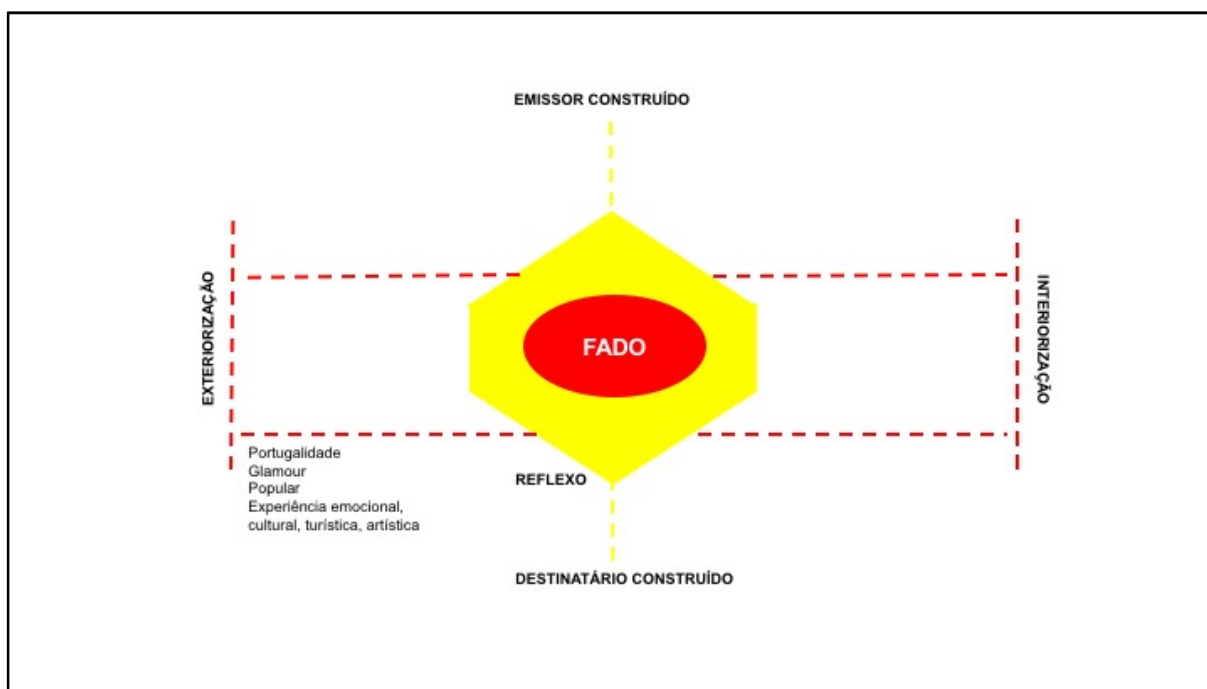 EMISSOR CONSTRUÍDO
EXTERIORIZAÇÃO
FADO
INTERIORIZAÇÃO
Portugalidade
Glamour
Popular
Experiência emocional,
cultural, turística, artística
REFLEXO
DESTINATÁRIO CONSTRUÍDO